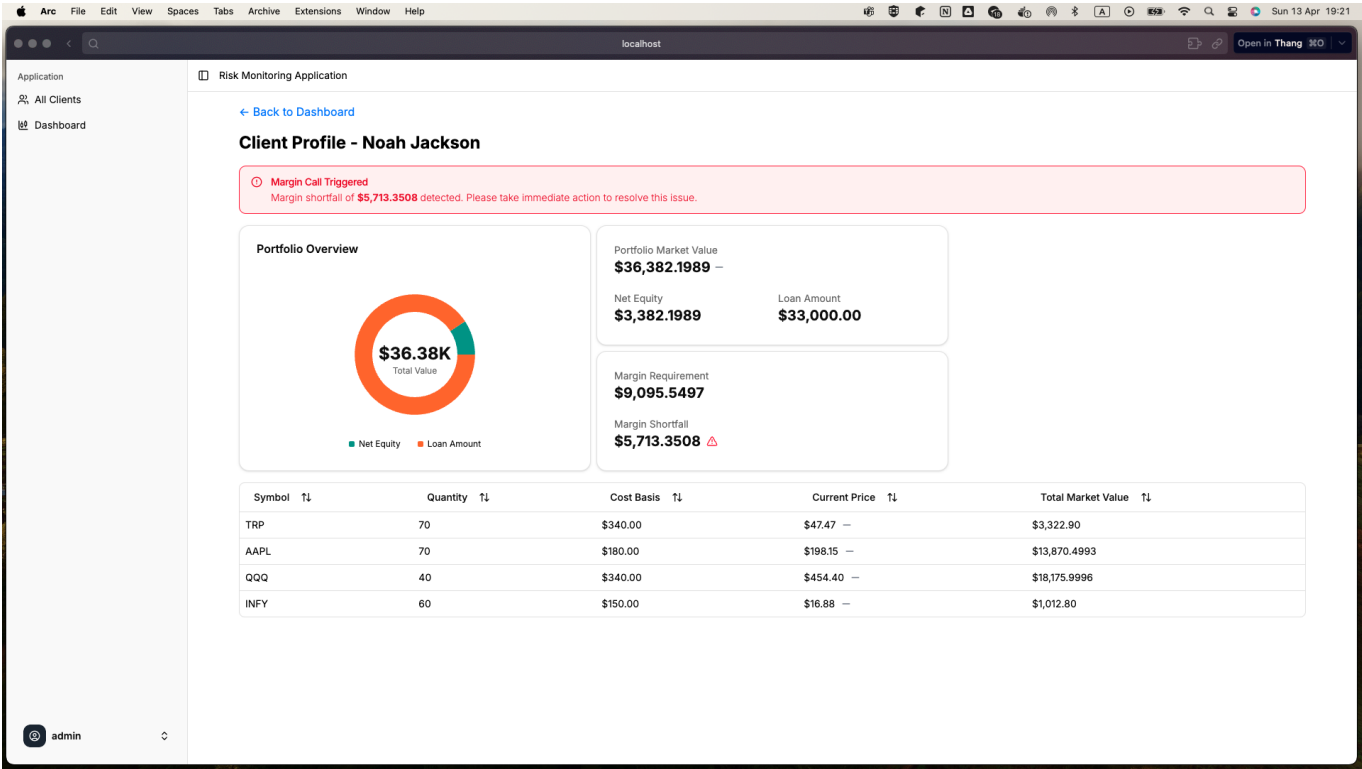 Arc File Edit View Spaces Tabs Archive Extensions Window Help Sun 13 Apr 19:21
localhost Open in Thang ⌘O
Application
All Clients
Dashboard
Risk Monitoring Application
← Back to Dashboard
Client Profile - Noah Jackson
Margin Call Triggered
Margin shortfall of $5,713.3508 detected. Please take immediate action to resolve this issue.
Portfolio Overview
$36.38K
Total Value
Net Equity Loan Amount
Portfolio Market Value
$36,382.1989 –
Net Equity Loan Amount
$3,382.1989 $33,000.00
Margin Requirement
$9,095.5497
Margin Shortfall
$5,713.3508
Symbol Quantity Cost Basis Current Price Total Market Value
TRP 70 $340.00 $47.47 – $3,322.90
AAPL 70 $180.00 $198.15 – $13,870.4993
QQQ 40 $340.00 $454.40 – $18,175.9996
INFY 60 $150.00 $16.88 – $1,012.80
admin